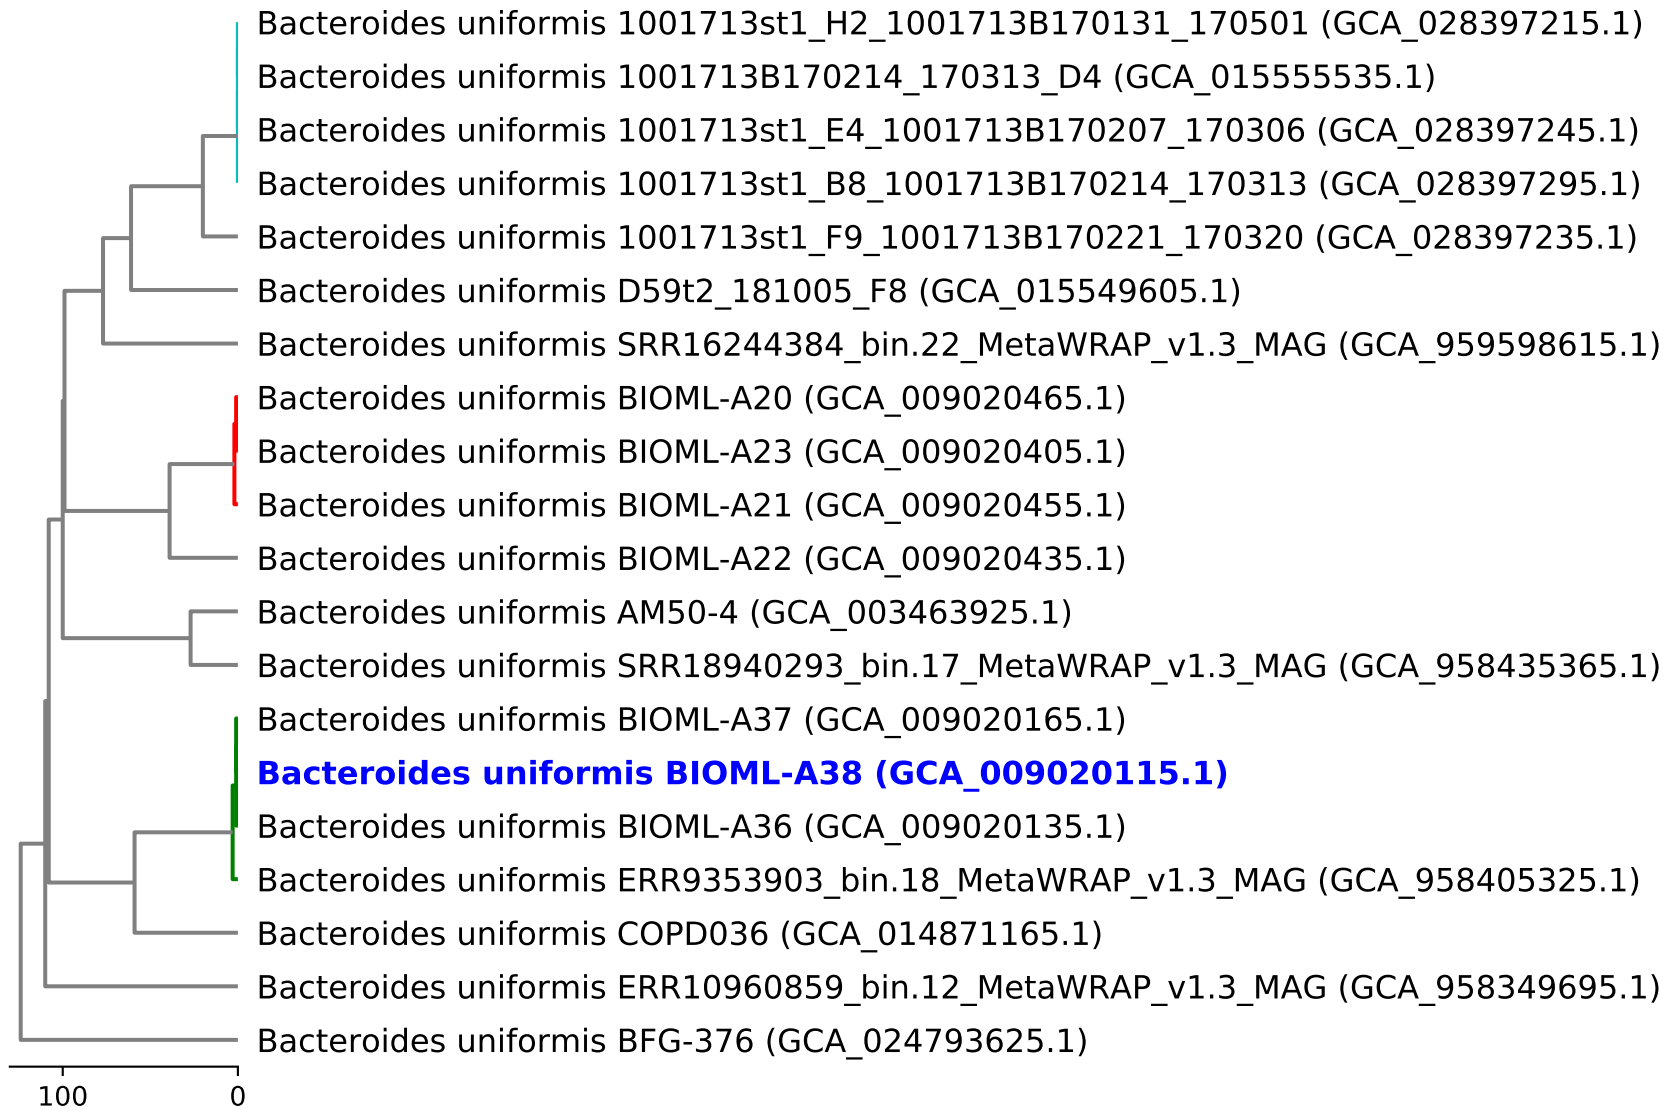 Bacteroides uniformis 1001713st1_H2_1001713B170131_170501 (GCA_028397215.1)
Bacteroides uniformis 1001713B170214_170313_D4 (GCA_015555535.1)
Bacteroides uniformis 1001713st1_E4_1001713B170207_170306 (GCA_028397245.1)
Bacteroides uniformis 1001713st1_B8_1001713B170214_170313 (GCA_028397295.1)
Bacteroides uniformis 1001713st1_F9_1001713B170221_170320 (GCA_028397235.1)
Bacteroides uniformis D59t2_181005_F8 (GCA_015549605.1)
Bacteroides uniformis SRR16244384_bin.22_MetaWRAP_v1.3_MAG (GCA_959598615.1)
Bacteroides uniformis BIOML-A20 (GCA_009020465.1)
Bacteroides uniformis BIOML-A23 (GCA_009020405.1)
Bacteroides uniformis BIOML-A21 (GCA_009020455.1)
Bacteroides uniformis BIOML-A22 (GCA_009020435.1)
Bacteroides uniformis AM50-4 (GCA_003463925.1)
Bacteroides uniformis SRR18940293_bin.17_MetaWRAP_v1.3_MAG (GCA_958435365.1)
Bacteroides uniformis BIOML-A37 (GCA_009020165.1)
Bacteroides uniformis BIOML-A38 (GCA_009020115.1)
Bacteroides uniformis BIOML-A36 (GCA_009020135.1)
Bacteroides uniformis ERR9353903_bin.18_MetaWRAP_v1.3_MAG (GCA_958405325.1)
Bacteroides uniformis COPD036 (GCA_014871165.1)
Bacteroides uniformis ERR10960859_bin.12_MetaWRAP_v1.3_MAG (GCA_958349695.1)
Bacteroides uniformis BFG-376 (GCA_024793625.1)
100 0